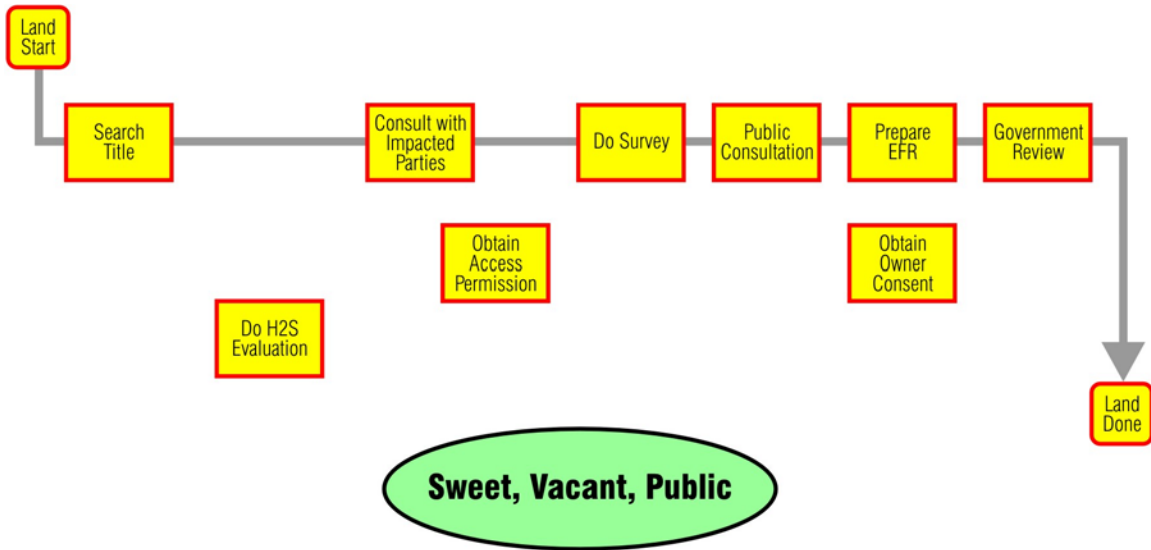 Land
Start
Search
Title
Consult with
Impacted
Parties
Do Survey
Public
Consultation
Prepare
EFR
Government
Review
Obtain
Access
Permission
Obtain
Owner
Consent
Do H2S
Evaluation
Land
Done
Sweet, Vacant, Public